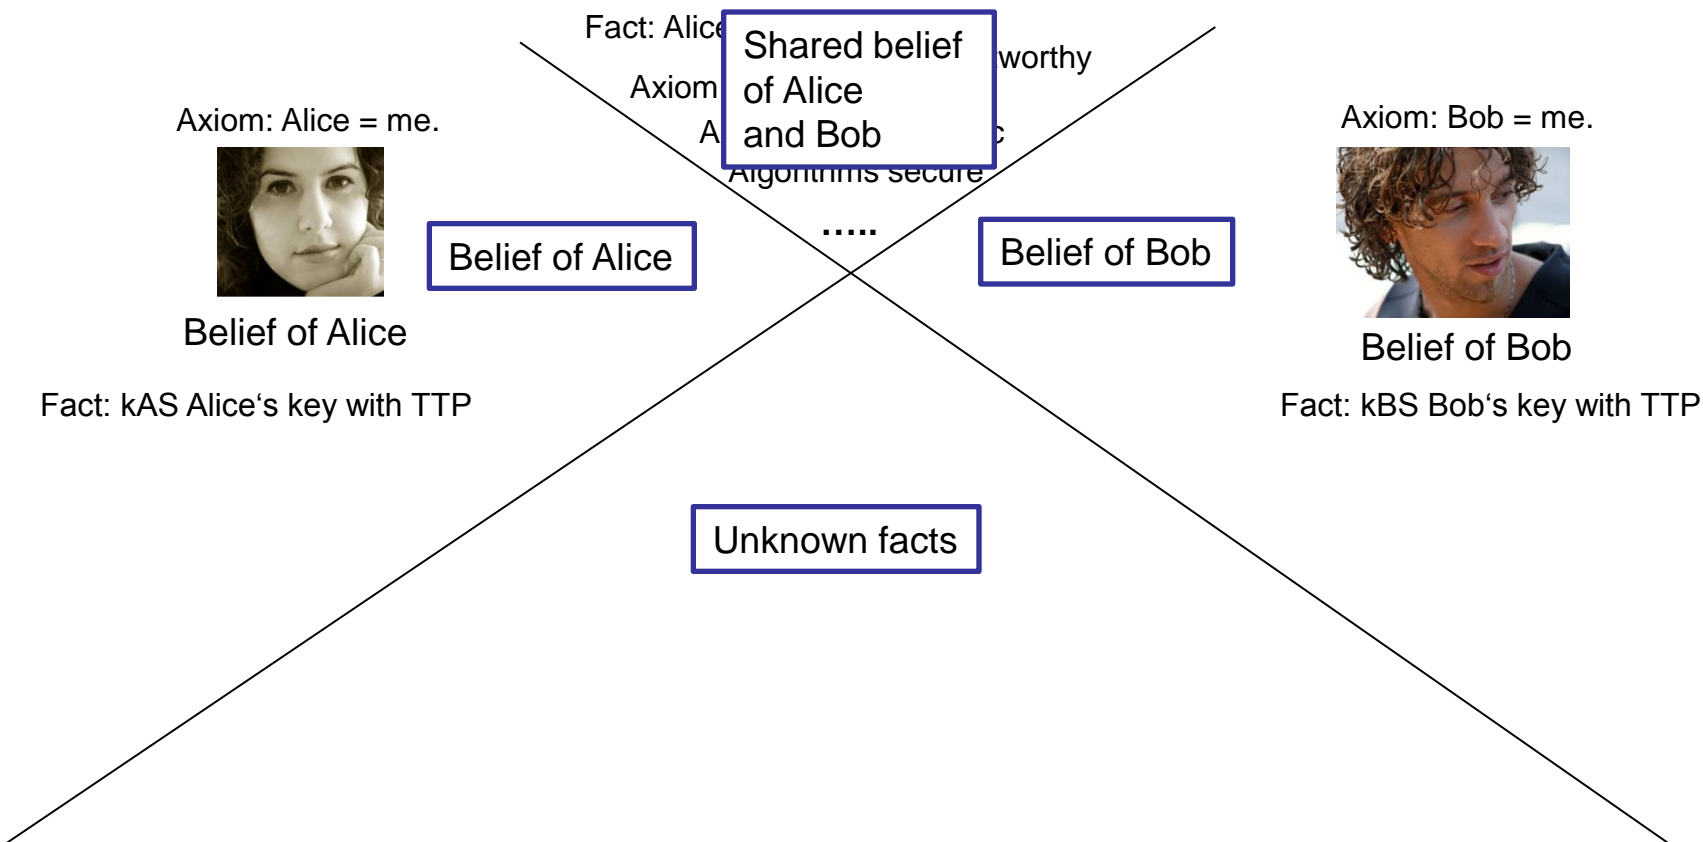 Fact: Alice
Shared belief
worthy
Axiom
of Alice
Axiom: Alice = me.
Axiom: Bob = me.
and Bob
Algorithms secure
.....
Belief of Alice
Belief of Bob
Belief of Alice
Belief of Bob
Fact: kAS Alice‘s key with TTP
Fact: kBS Bob‘s key with TTP
Unknown facts